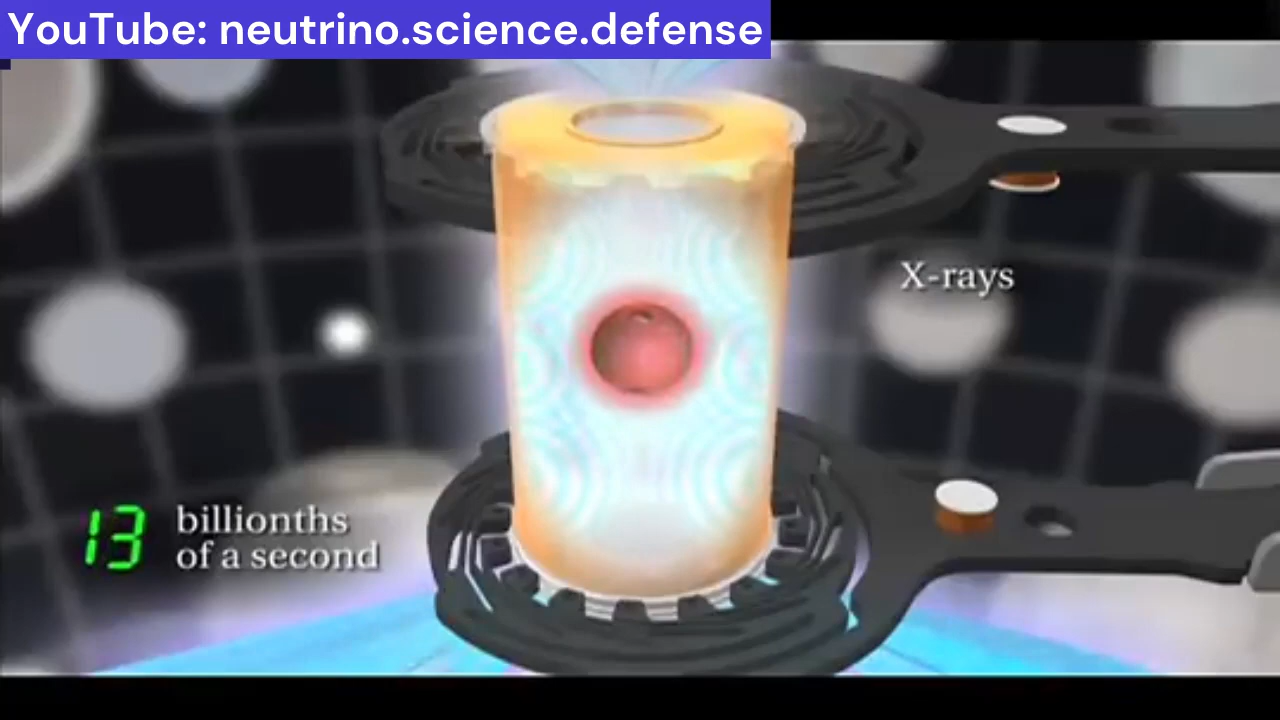 YouTube: neutrino.science.defense
X-rays
13 billionths
of a second